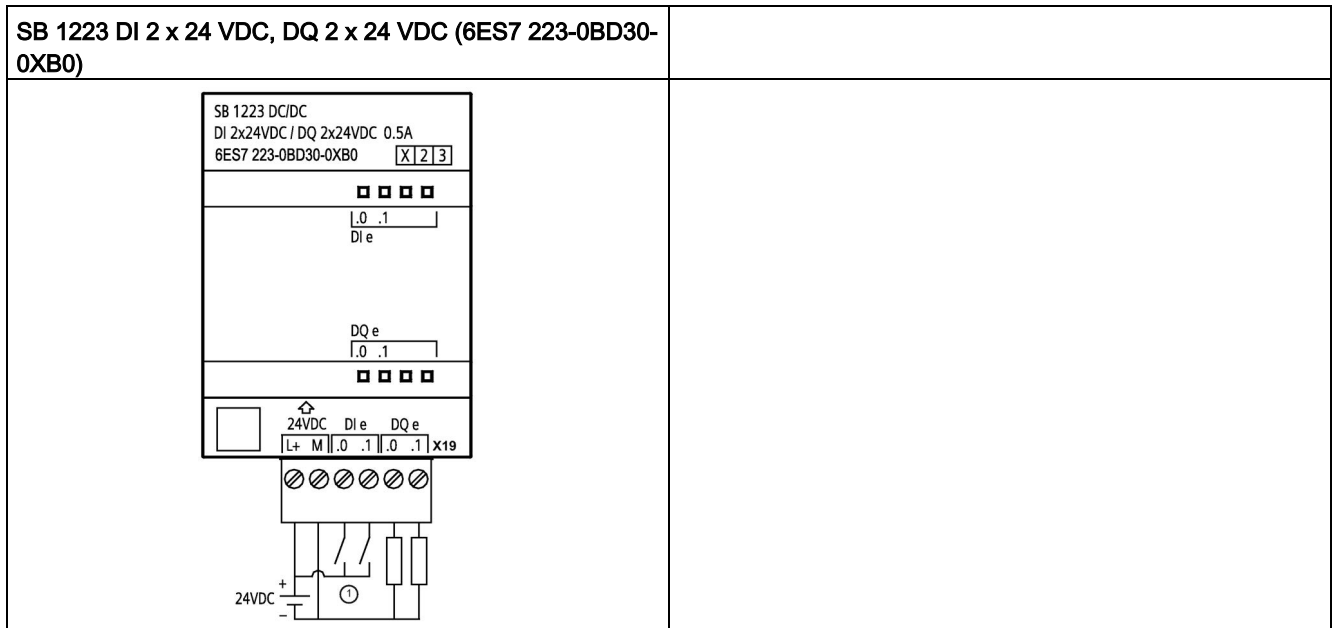 SB 1223 DI 2 x 24 VDC, DQ 2 x 24 VDC (6ES7 223-0BD30-
0XB0)
SB 1223 DC/DC
DI 2x24VDC / DQ 2x24VDC 0.5A
6ES7 223-0BD30-0XB0 X 2 3
.0 .1
DI e
DQ e
.0 .1
24VDC DI e DQ e
L+ M .0 .1 .0 .1 X19
+
24VDC ①
–